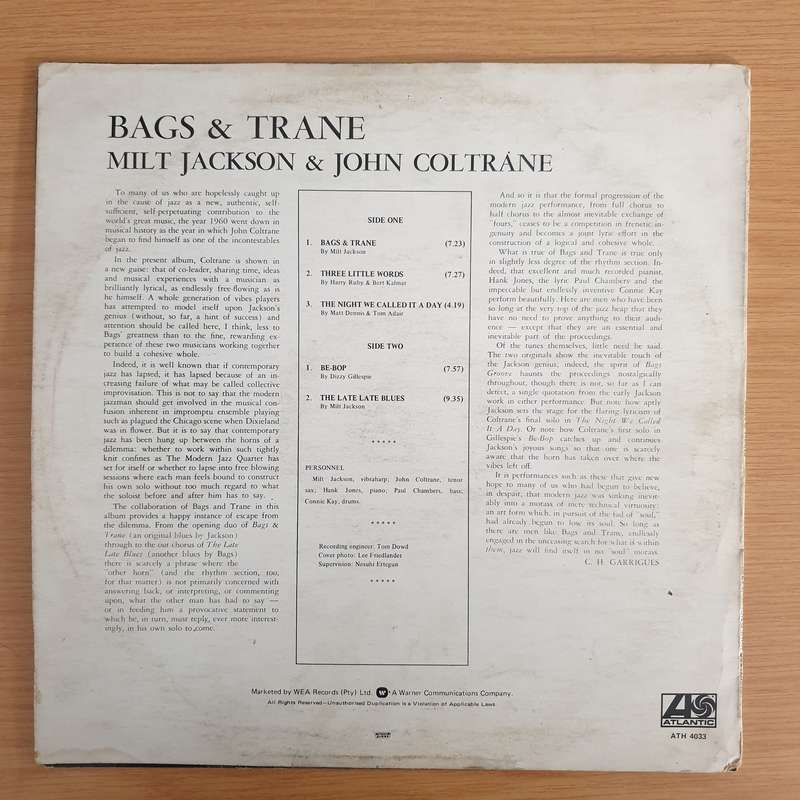 BAGS & TRANE
MILT JACKSON & JOHN COLTRANE
To many of us who are hopelessly caught up
in the cause of jazz as a new, authentic, self-
sufficient, self-perpetuating contribution to the
world's great music, the year 1960 went down in
musical history as the year in which John Coltrane
began to find himself as one of the incontestables
of jazz.
In the present album, Coltrane is shown in
a new guise: that of co-leader, sharing time, ideas
and musical experiences with a musician as
brilliantly lyrical, as endlessly free-flowing as is
he himself. A whole generation of vibes players
has attempted to model itself upon Jackson's
genius (without, so far, a hint of success) and
attention should be called here, I think, less to
Bags' greatness than to the fine, rewarding ex-
perience of these two musicians working together
to build a cohesive whole.
Indeed, it is well known that if contemporary
jazz has lapsed, it has lapsed because of an in-
creasing failure of what may be called collective
improvisation. This is not to say that the modern
jazzman should get involved in the musical con-
fusion inherent in impromptu ensemble playing
such as plagued the Chicago scene when Dixieland
was in flower. But it is to say that contemporary
jazz has been hung up between the horns of a
dilemma: whether to work within such tightly
knit confines as The Modern Jazz Quartet has
set for itself or whether to lapse into free blowing
sessions where each man feels bound to construct
his own solo without too much regard to what
the soloist before and after him has to say.
The collaboration of Bags and Trane in this
album provides a happy instance of escape from
the dilemma. From the opening duo of Bags &
Trane (an original blues by Jackson)
through to the out chorus of The Late
Late Blues (another blues by Bags)
there is scarcely a phrase where the
"other horn" (and the rhythm section, too,
for that matter) is not primarily concerned with
answering back, or interpreting, or commenting
upon, what the other man has had to say —
or in feeding him a provocative statement to
which he, in turn, must reply, ever more interest-
ingly, in his own solo to come.
SIDE ONE
1. BAGS & TRANE (7.23)
By Milt Jackson
2. THREE LITTLE WORDS (7.27)
By Harry Ruby & Bert Kalmar
3. THE NIGHT WE CALLED IT A DAY (4.19)
By Matt Dennis & Tom Adair
SIDE TWO
1. BE-BOP (7.57)
By Dizzy Gillespie
2. THE LATE LATE BLUES (9.35)
By Milt Jackson
*****
PERSONNEL
Milt Jackson, vibraharp; John Coltrane, tenor
sax; Hank Jones, piano; Paul Chambers, bass;
Connie Kay, drums.
*****
Recording engineer: Tom Dowd
Cover photo: Lee Friedlander
Supervision: Nesuhi Ertegun
*****
And so it is that the formal progression of the
modern jazz performance, from full chorus to
half chorus to the almost inevitable exchange of
"fours," ceases to be a competition in frenetic in-
genuity and becomes a joint lyric effort in the
construction of a logical and cohesive whole.
What is true of Bags and Trane is true only
in slightly less degree of the rhythm section. In-
deed, that excellent and much recorded pianist,
Hank Jones, the lyric Paul Chambers and the
impeccable but endlessly inventive Connie Kay
perform beautifully. Here are men who have been
so long at the very top of the jazz heap that they
have no need to prove anything to their audi-
ence — except that they are an essential and
inevitable part of the proceedings.
Of the tunes themselves, little need be said.
The two originals show the inevitable touch of
the Jackson genius; indeed, the spirit of Bags
Groove haunts the proceedings nostalgically
throughout, though there is not, so far as I can
detect, a single quotation from the early Jackson
work in either performance. But note how aptly
Jackson sets the stage for the flaring lyricism of
Coltrane's final solo in The Night We Called
It A Day. Or note how Coltrane's first solo in
Gillespie's Be-Bop catches up and continues
Jackson's joyous songs so that one is scarcely
aware that the horn has taken over where the
vibes left off.
It is performances such as these that give new
hope to many of us who had begun to believe,
in despair, that modern jazz was sinking inevit-
ably into a morass of mere technical virtuosity:
an art form which, in pursuit of the fad of "soul,"
had already begun to lose its soul. So long as
there are men like Bags and Trane, endlessly
engaged in the unceasing search for what is within
them, jazz will find itself in no "soul" morass.
C. H. GARRIGUES
Marketed by WEA Records (Pty) Ltd. A Warner Communications Company.
All Rights Reserved—Unauthorised Duplication is a Violation of Applicable Laws
ATLANTIC
ATH 4033